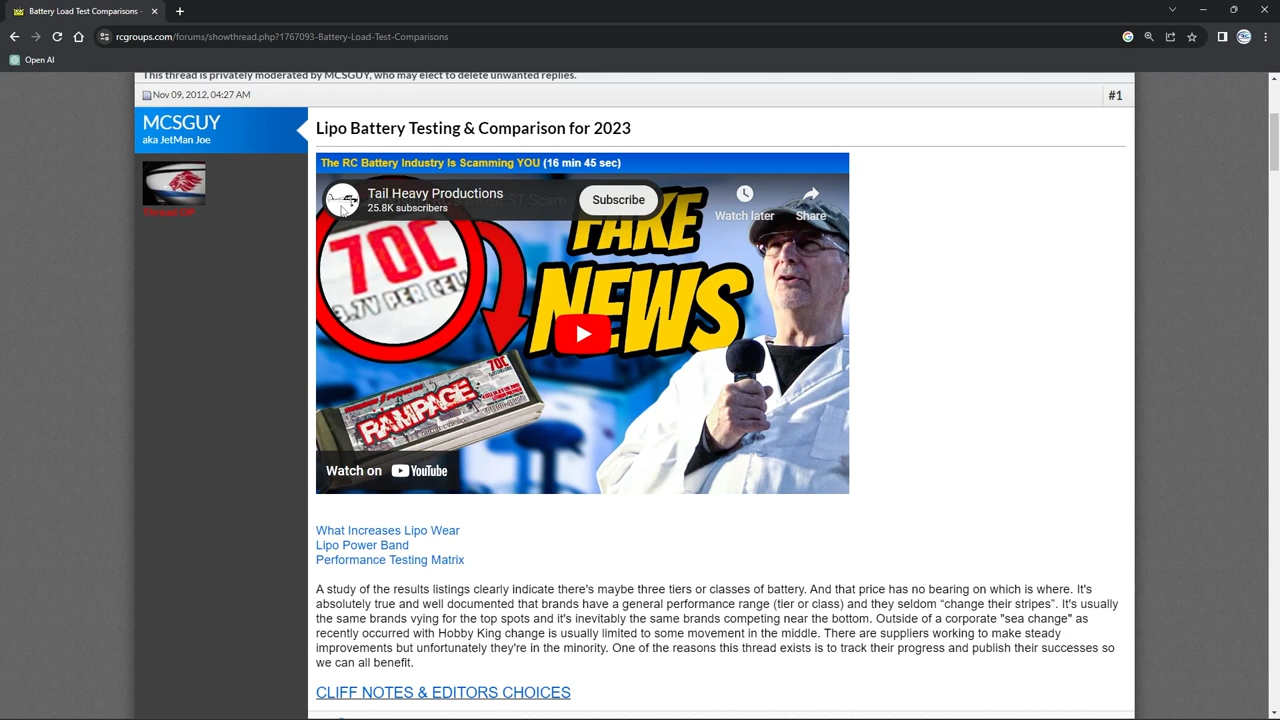 Battery Load Test Comparisons -
rcgroups.com/forums/showthread.php?1767093-Battery-Load-Test-Comparisons
Open AI
This thread is privately moderated by MCSGUY, who may elect to delete unwanted replies.
Nov 09, 2012, 04:27 AM
#1
MCSGUY
aka JetMan Joe
Lipo Battery Testing & Comparison for 2023
The RC Battery Industry Is Scamming YOU (16 min 45 sec)
Tail Heavy Productions
25.8K subscribers
Subscribe
Watch later
Share
FAKE
NEWS
70C
3.7V PER CELL
70C
RAMPAGE
Watch on YouTube
What Increases Lipo Wear
Lipo Power Band
Performance Testing Matrix
A study of the results listings clearly indicate there's maybe three tiers or classes of battery. And that price has no bearing on which is where. It's
absolutely true and well documented that brands have a general performance range (tier or class) and they seldom “change their stripes”. It's usually
the same brands vying for the top spots and it's inevitably the same brands competing near the bottom. Outside of a corporate "sea change" as
recently occurred with Hobby King change is usually limited to some movement in the middle. There are suppliers working to make steady
improvements but unfortunately they're in the minority. One of the reasons this thread exists is to track their progress and publish their successes so
we can all benefit.
CLIFF NOTES & EDITORS CHOICES